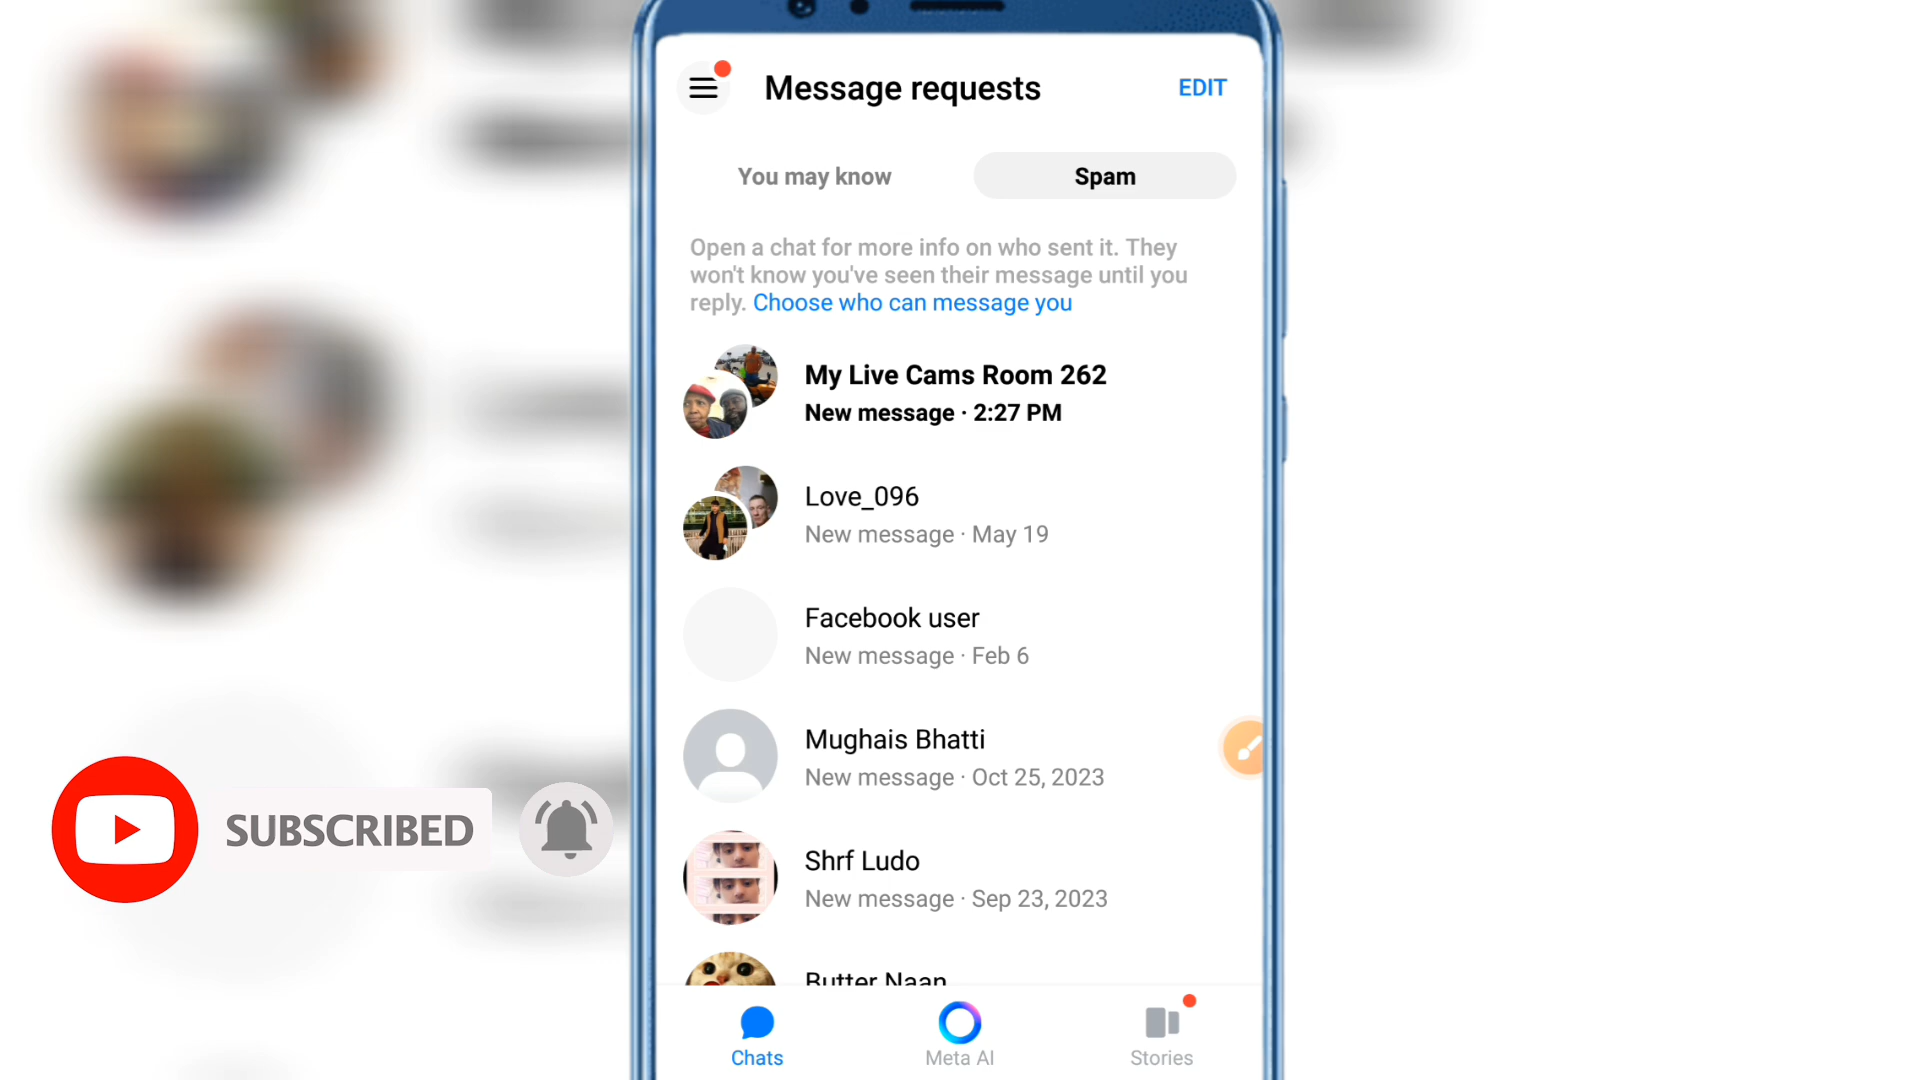 Message requests
EDIT
You may know
Spam
Open a chat for more info on who sent it. They
won't know you've seen their message until you
reply. Choose who can message you
My Live Cams Room 262
New message · 2:27 PM
Love_096
New message · May 19
Facebook user
New message · Feb 6
Mughais Bhatti
New message · Oct 25, 2023
Shrf Ludo
New message · Sep 23, 2023
Butter Naan
SUBSCRIBED
Chats
Meta AI
Stories